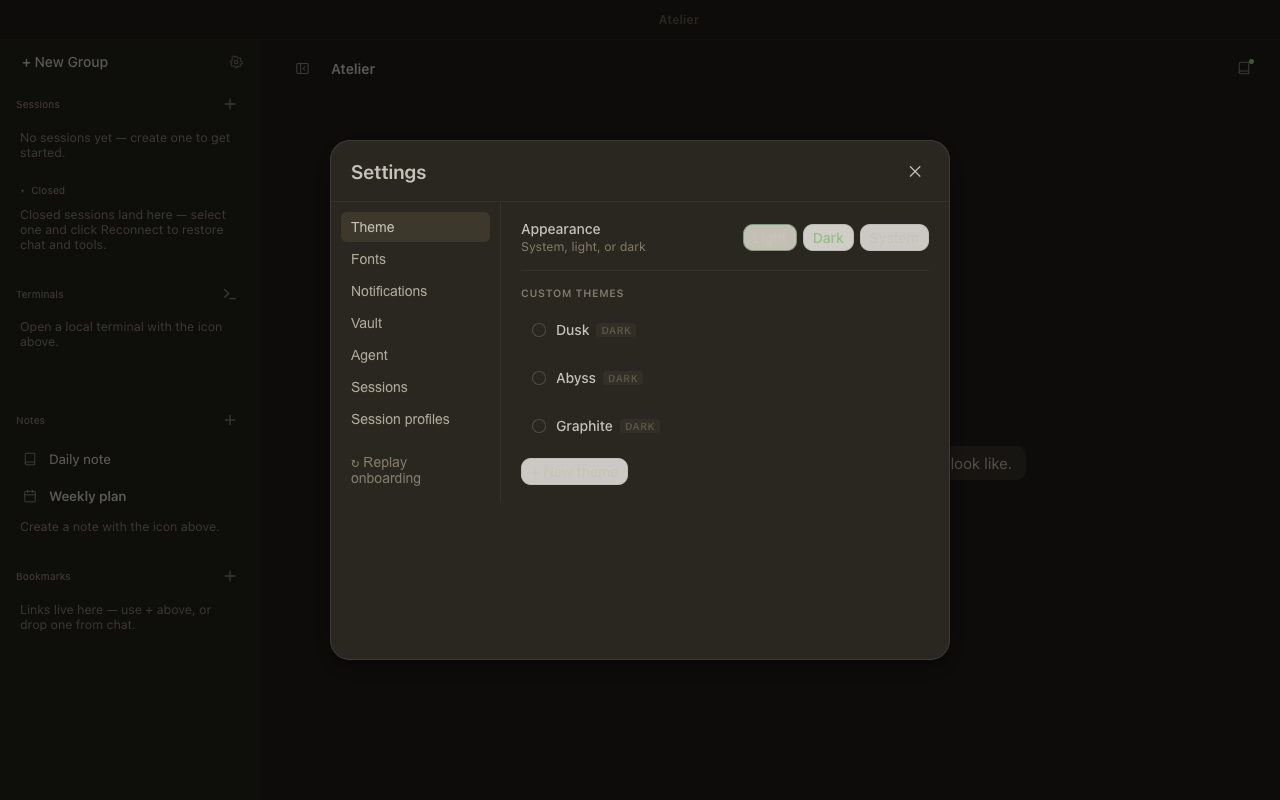 Atelier
+ New Group
Atelier
Sessions
No sessions yet — create one to get
started.
Closed
Closed sessions land here — select
one and click Reconnect to restore
chat and tools.
Terminals
Open a local terminal with the icon
above.
Notes
Daily note
Weekly plan
Create a note with the icon above.
Bookmarks
Links live here — use + above, or
drop one from chat.
Settings
Theme
Fonts
Notifications
Vault
Agent
Sessions
Session profiles
↻ Replay
onboarding
Appearance
System, light, or dark
Dark
System
CUSTOM THEMES
Dusk DARK
Abyss DARK
Graphite DARK
+ New theme
look like.